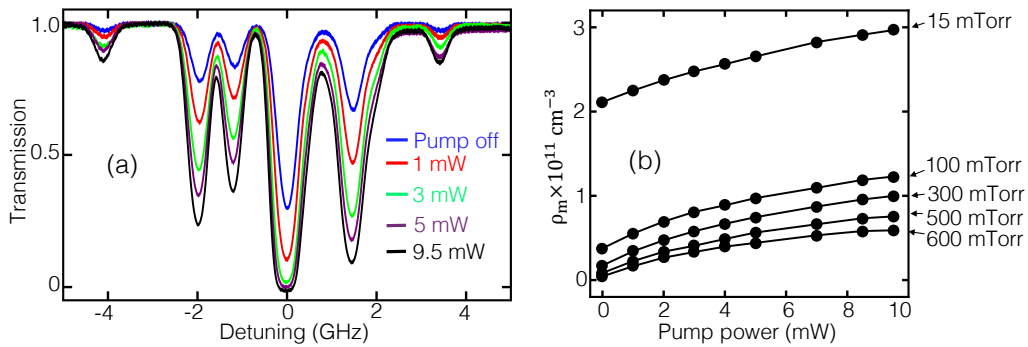 1.0
0.5
0
Transmission
(a)
Pump off
1 mW
3 mW
5 mW
9.5 mW
-4
-2
0
2
4
Detuning (GHz)
3
2
1
0
ρm×10¹¹ cm⁻³
(b)
15 mTorr
100 mTorr
300 mTorr
500 mTorr
600 mTorr
0
2
4
6
8
10
Pump power (mW)